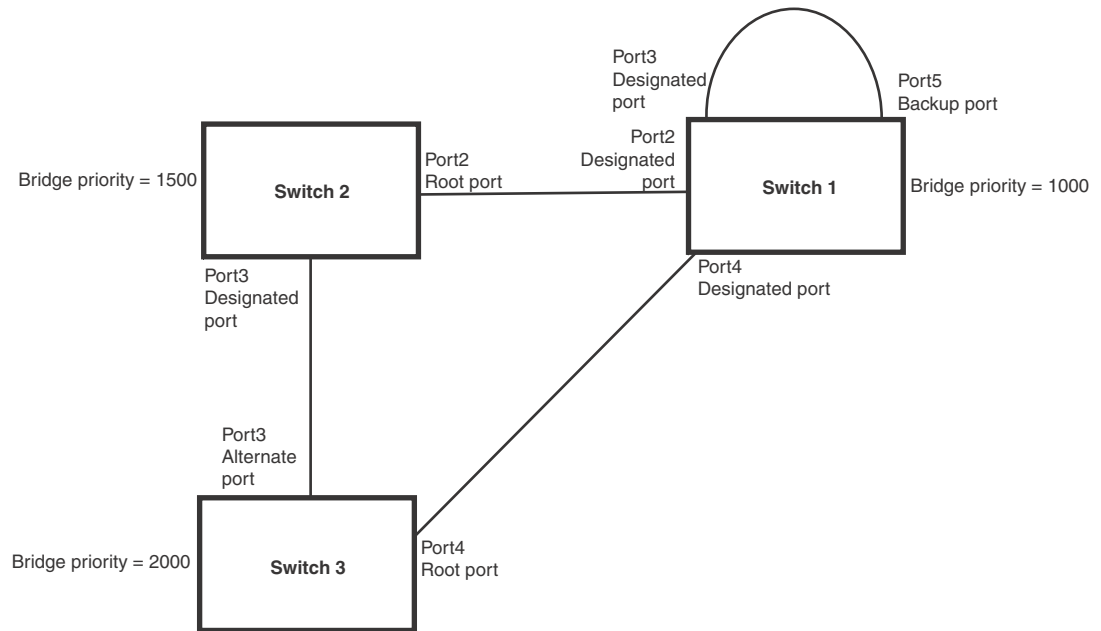 Port3
Designated
port
Port5
Backup port
Port2
Designated
port
Port2
Root port
Bridge priority = 1500
Switch 2
Switch 1
Bridge priority = 1000
Port4
Designated port
Port3
Designated
port
Port3
Alternate
port
Bridge priority = 2000
Switch 3
Port4
Root port